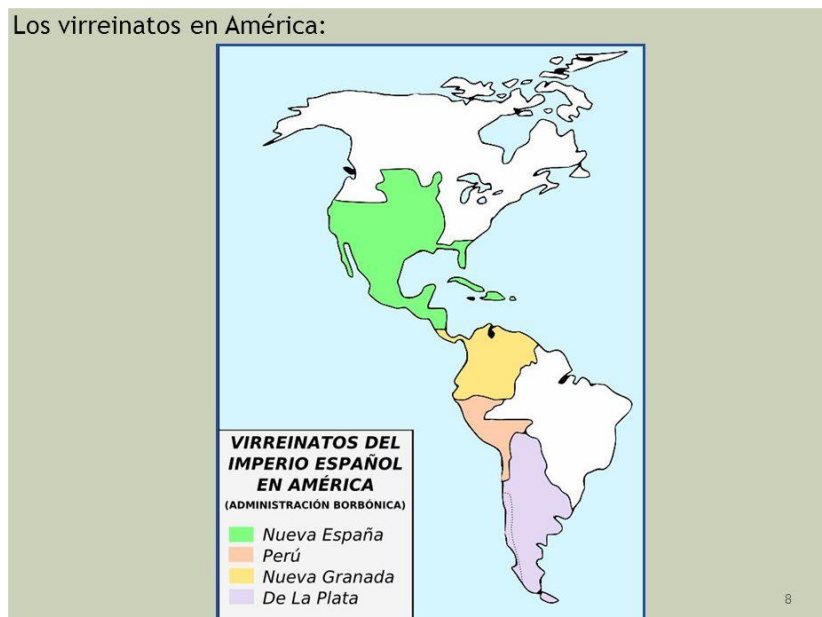 Los virreinatos en América:
VIRREINATOS DEL
IMPERIO ESPAÑOL
EN AMÉRICA
(ADMINISTRACIÓN BORBÓNICA)
Nueva España
Perú
Nueva Granada
De La Plata
8